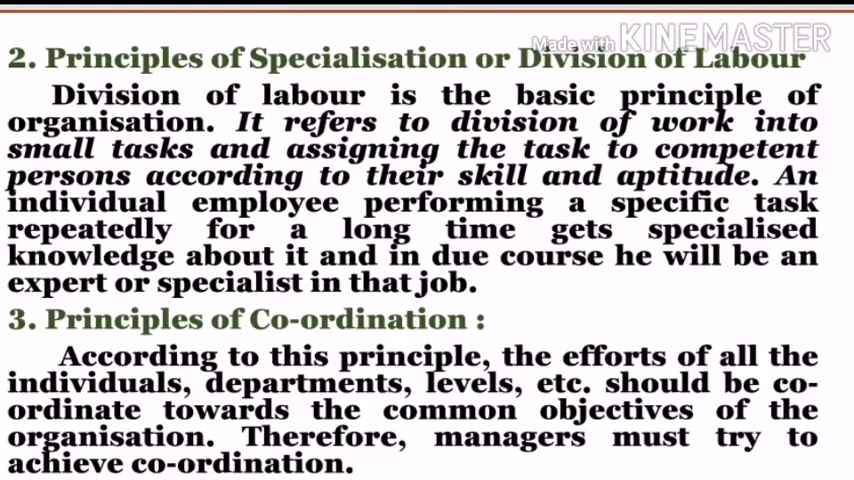 Made with KINEMASTER
2. Principles of Specialisation or Division of Labour
Division of labour is the basic principle of
organisation. It refers to division of work into
small tasks and assigning the task to competent
persons according to their skill and aptitude. An
individual employee performing a specific task
repeatedly for a long time gets specialised
knowledge about it and in due course he will be an
expert or specialist in that job.
3. Principles of Co-ordination :
According to this principle, the efforts of all the
individuals, departments, levels, etc. should be co-
ordinate towards the common objectives of the
organisation. Therefore, managers must try to
achieve co-ordination.